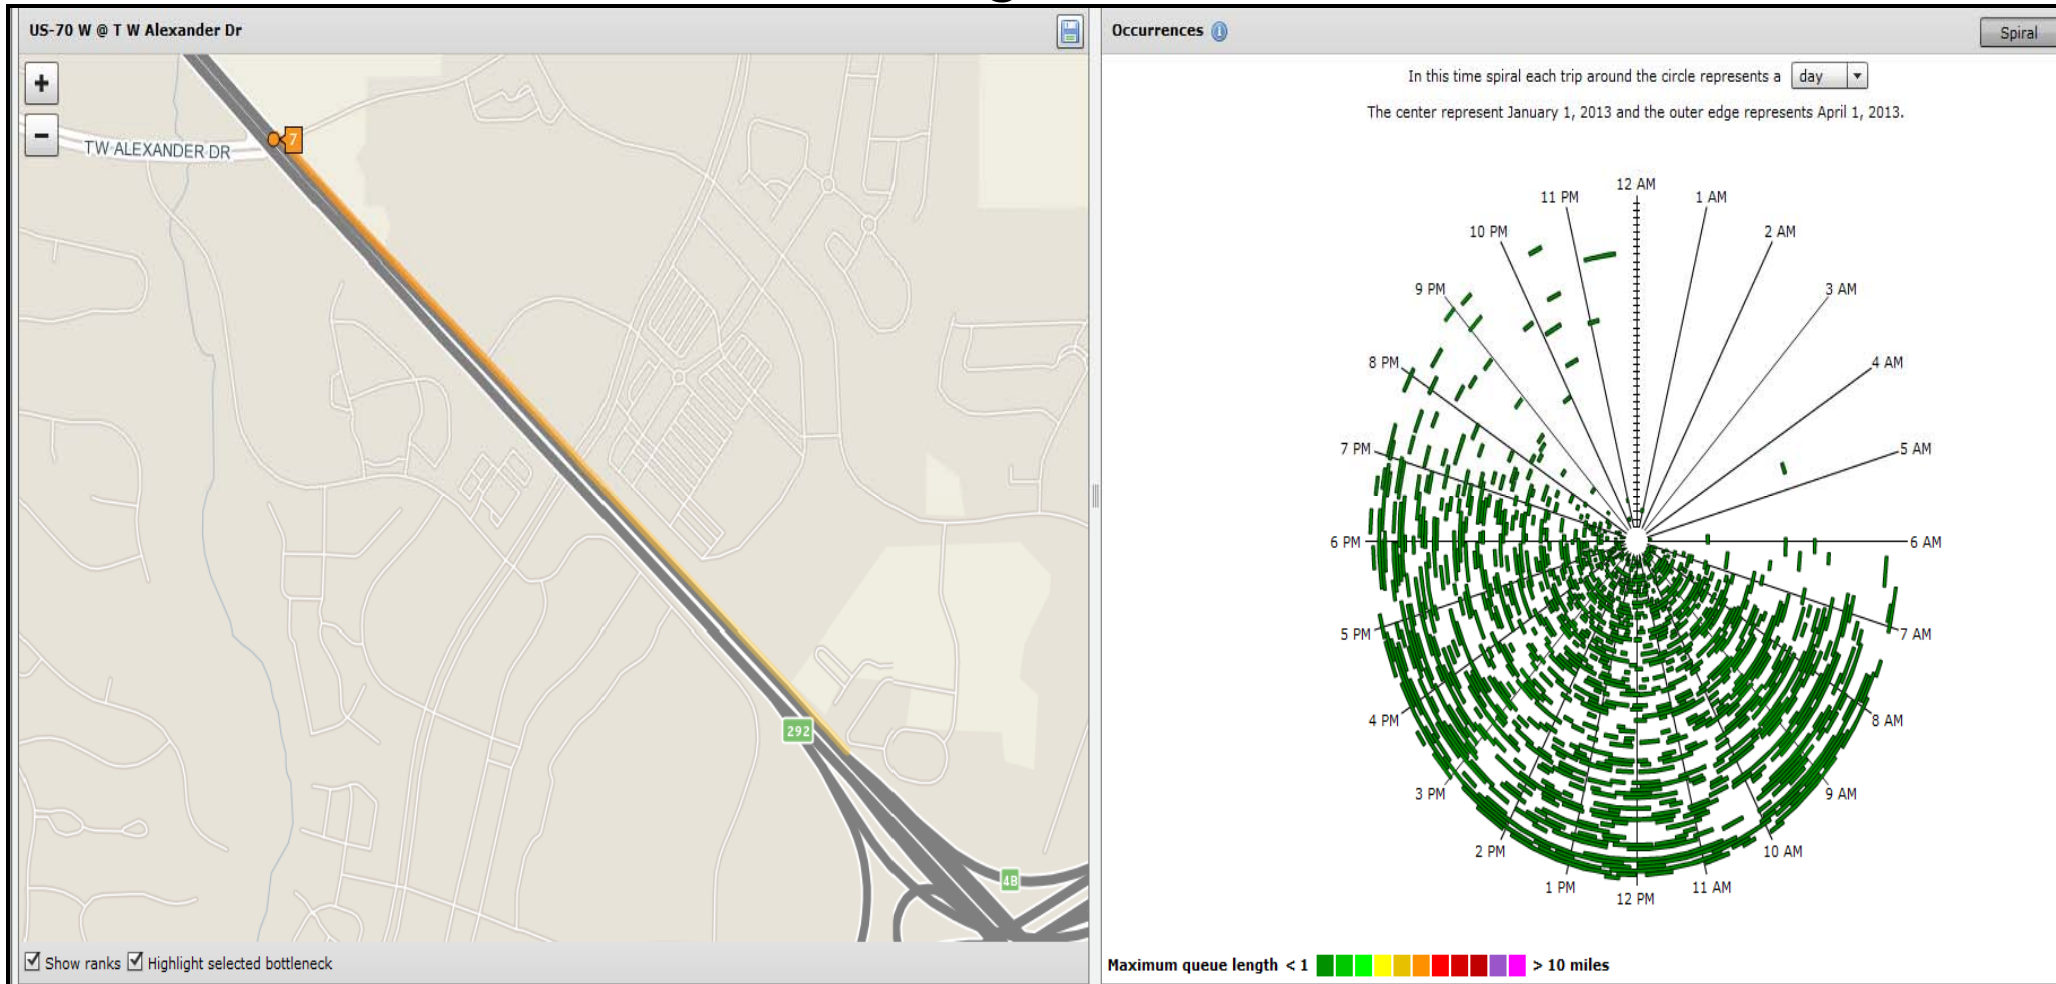 US-70 W @ T W Alexander Dr
+
−
7
TW ALEXANDER DR
292
4B
Show ranks
Highlight selected bottleneck
Occurrences
Spiral
In this time spiral each trip around the circle represents a day
The center represent January 1, 2013 and the outer edge represents April 1, 2013.
12 AM
1 AM
2 AM
3 AM
4 AM
5 AM
6 AM
7 AM
8 AM
9 AM
10 AM
11 AM
12 PM
1 PM
2 PM
3 PM
4 PM
5 PM
6 PM
7 PM
8 PM
9 PM
10 PM
11 PM
Maximum queue length < 1 > 10 miles